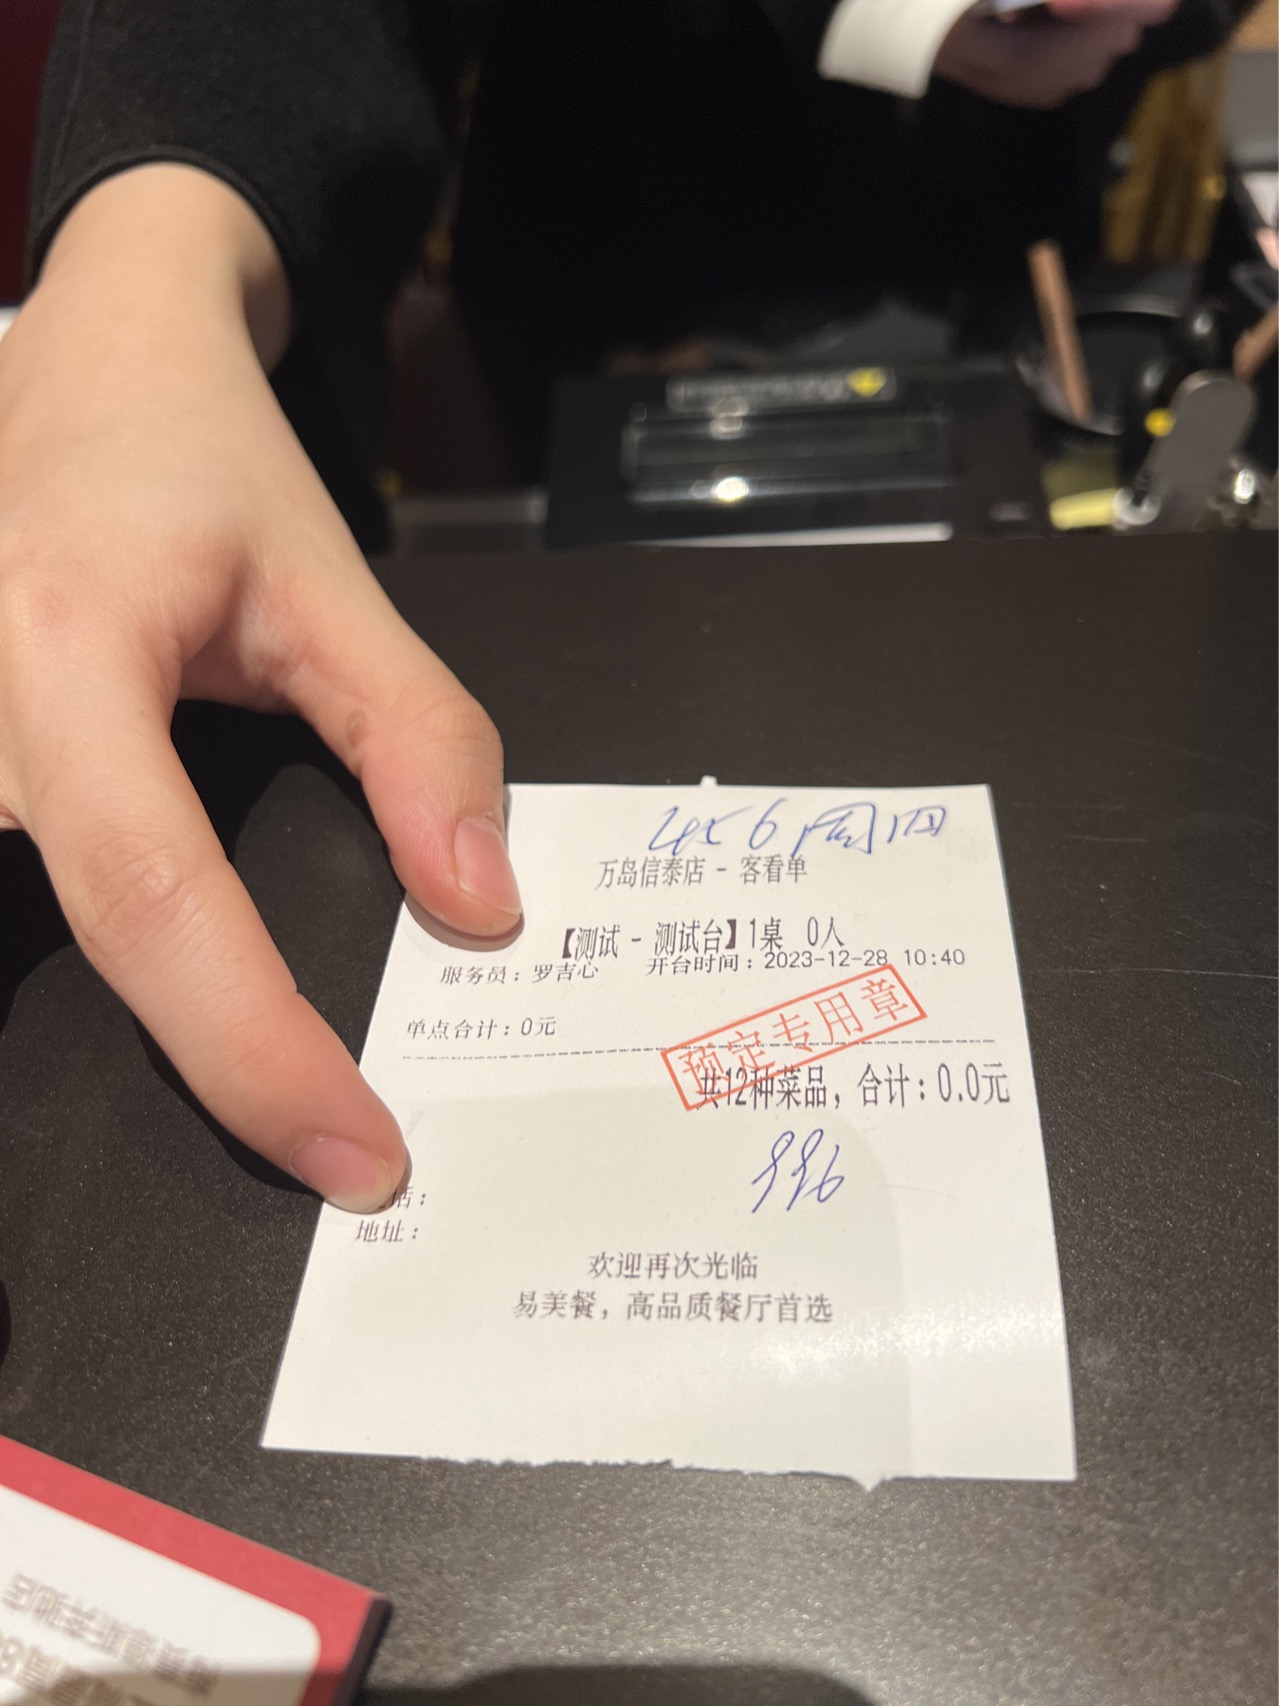 456
万岛信泰店 - 客看单
【测试 - 测试台】1桌 0人
服务员：罗吉心 开台时间：2023-12-28 10:40
单点合计：0元
预定专用章
共12种菜品，合计：0.0元
996
店：
地址：
欢迎再次光临
易美餐，高品质餐厅首选